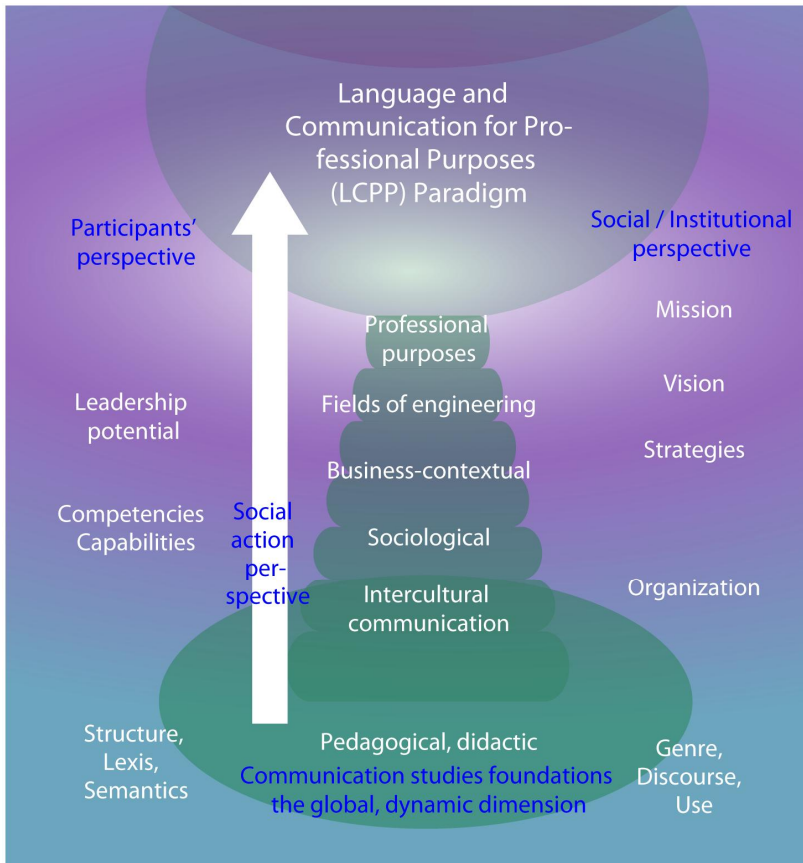 Language and
Communication for Pro-
fessional Purposes
(LCPP) Paradigm
Participants’
perspective
Social / Institutional
perspective
Mission
Professional
purposes
Vision
Leadership
potential
Fields of engineering
Strategies
Business-contextual
Competencies
Capabilities
Social
action
per-
spective
Sociological
Organization
Intercultural
communication
Structure,
Lexis,
Semantics
Pedagogical, didactic
Communication studies foundations
the global, dynamic dimension
Genre,
Discourse,
Use